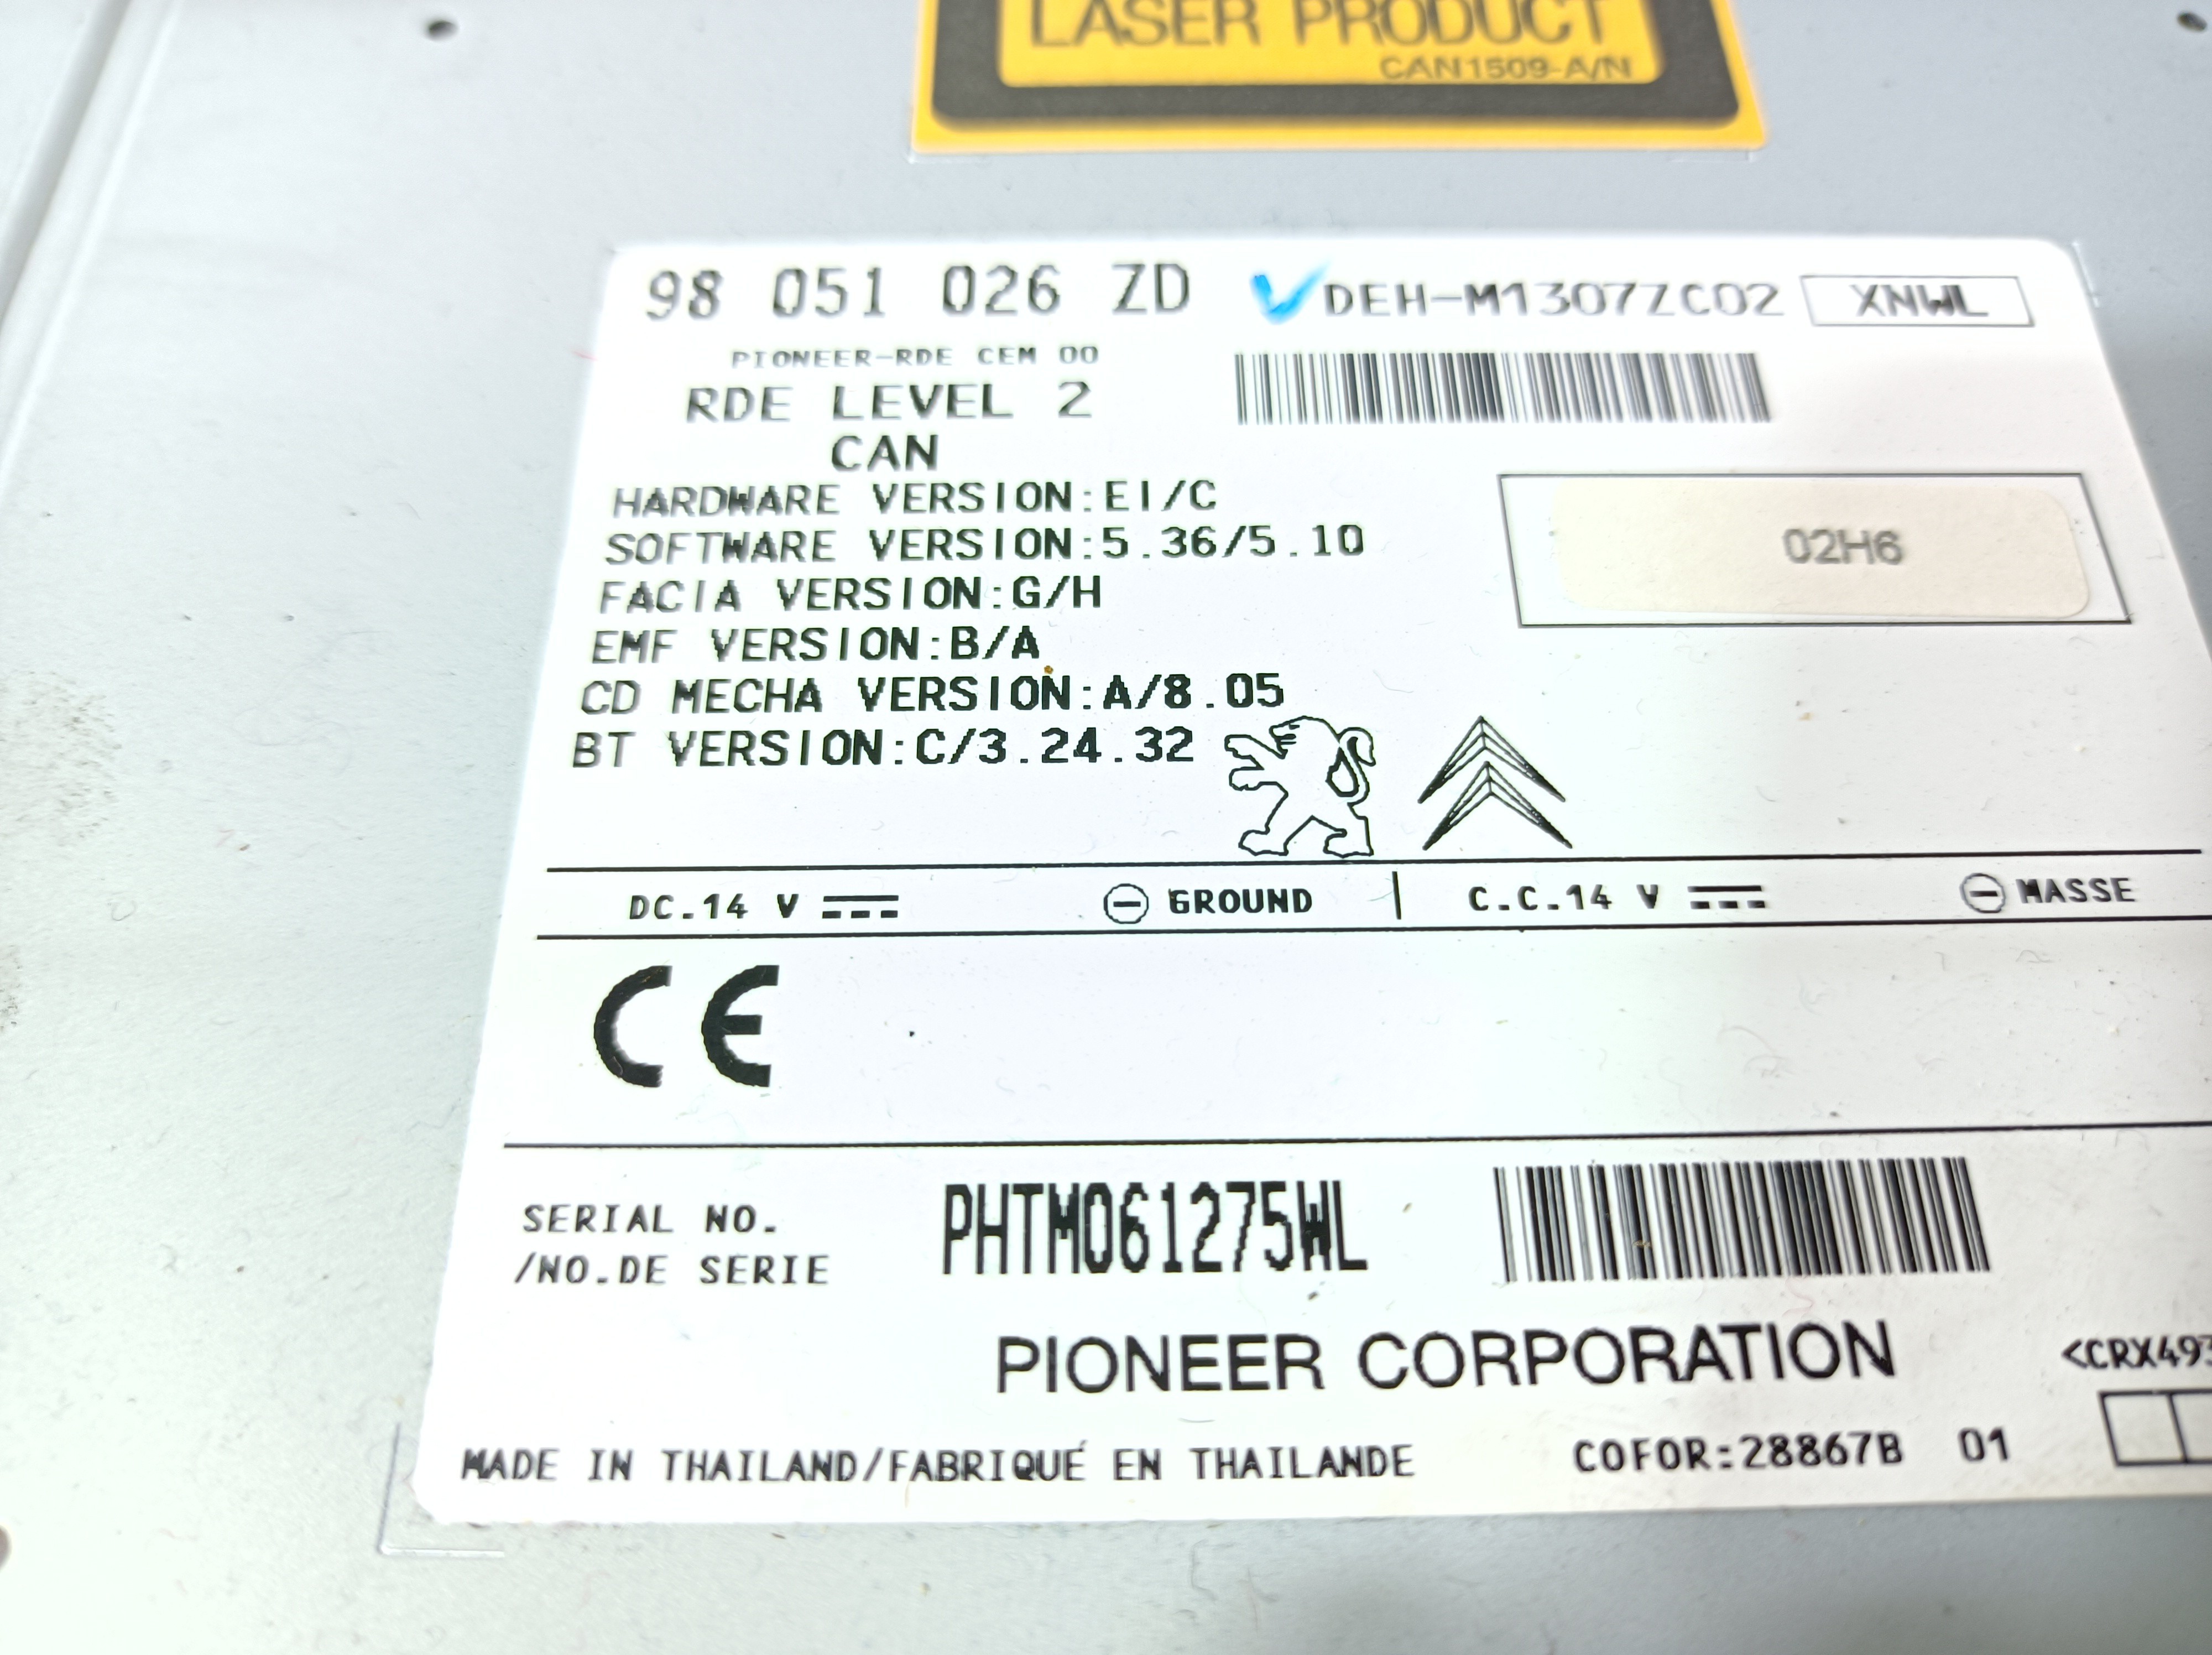 LASER PRODUCT
CAN1509-A/N
98 051 026 ZD DEH-M1307ZC02 XNWL
PIONEER-RDE CEM 00
RDE LEVEL 2
CAN
HARDWARE VERSION:EI/C
02H6
SOFTWARE VERSION:5.36/5.10
FACIA VERSION:G/H
EMF VERSION:B/A
CD MECHA VERSION:A/8.05
BT VERSION:C/3.24.32
DC.14 V GROUND C.C.14 V MASSE
CE
SERIAL NO.
/NO.DE SERIE
PHTM061275WL
PIONEER CORPORATION
<CRX493
MADE IN THAILAND/FABRIQUÉ EN THAILANDE COFOR:28867B 01